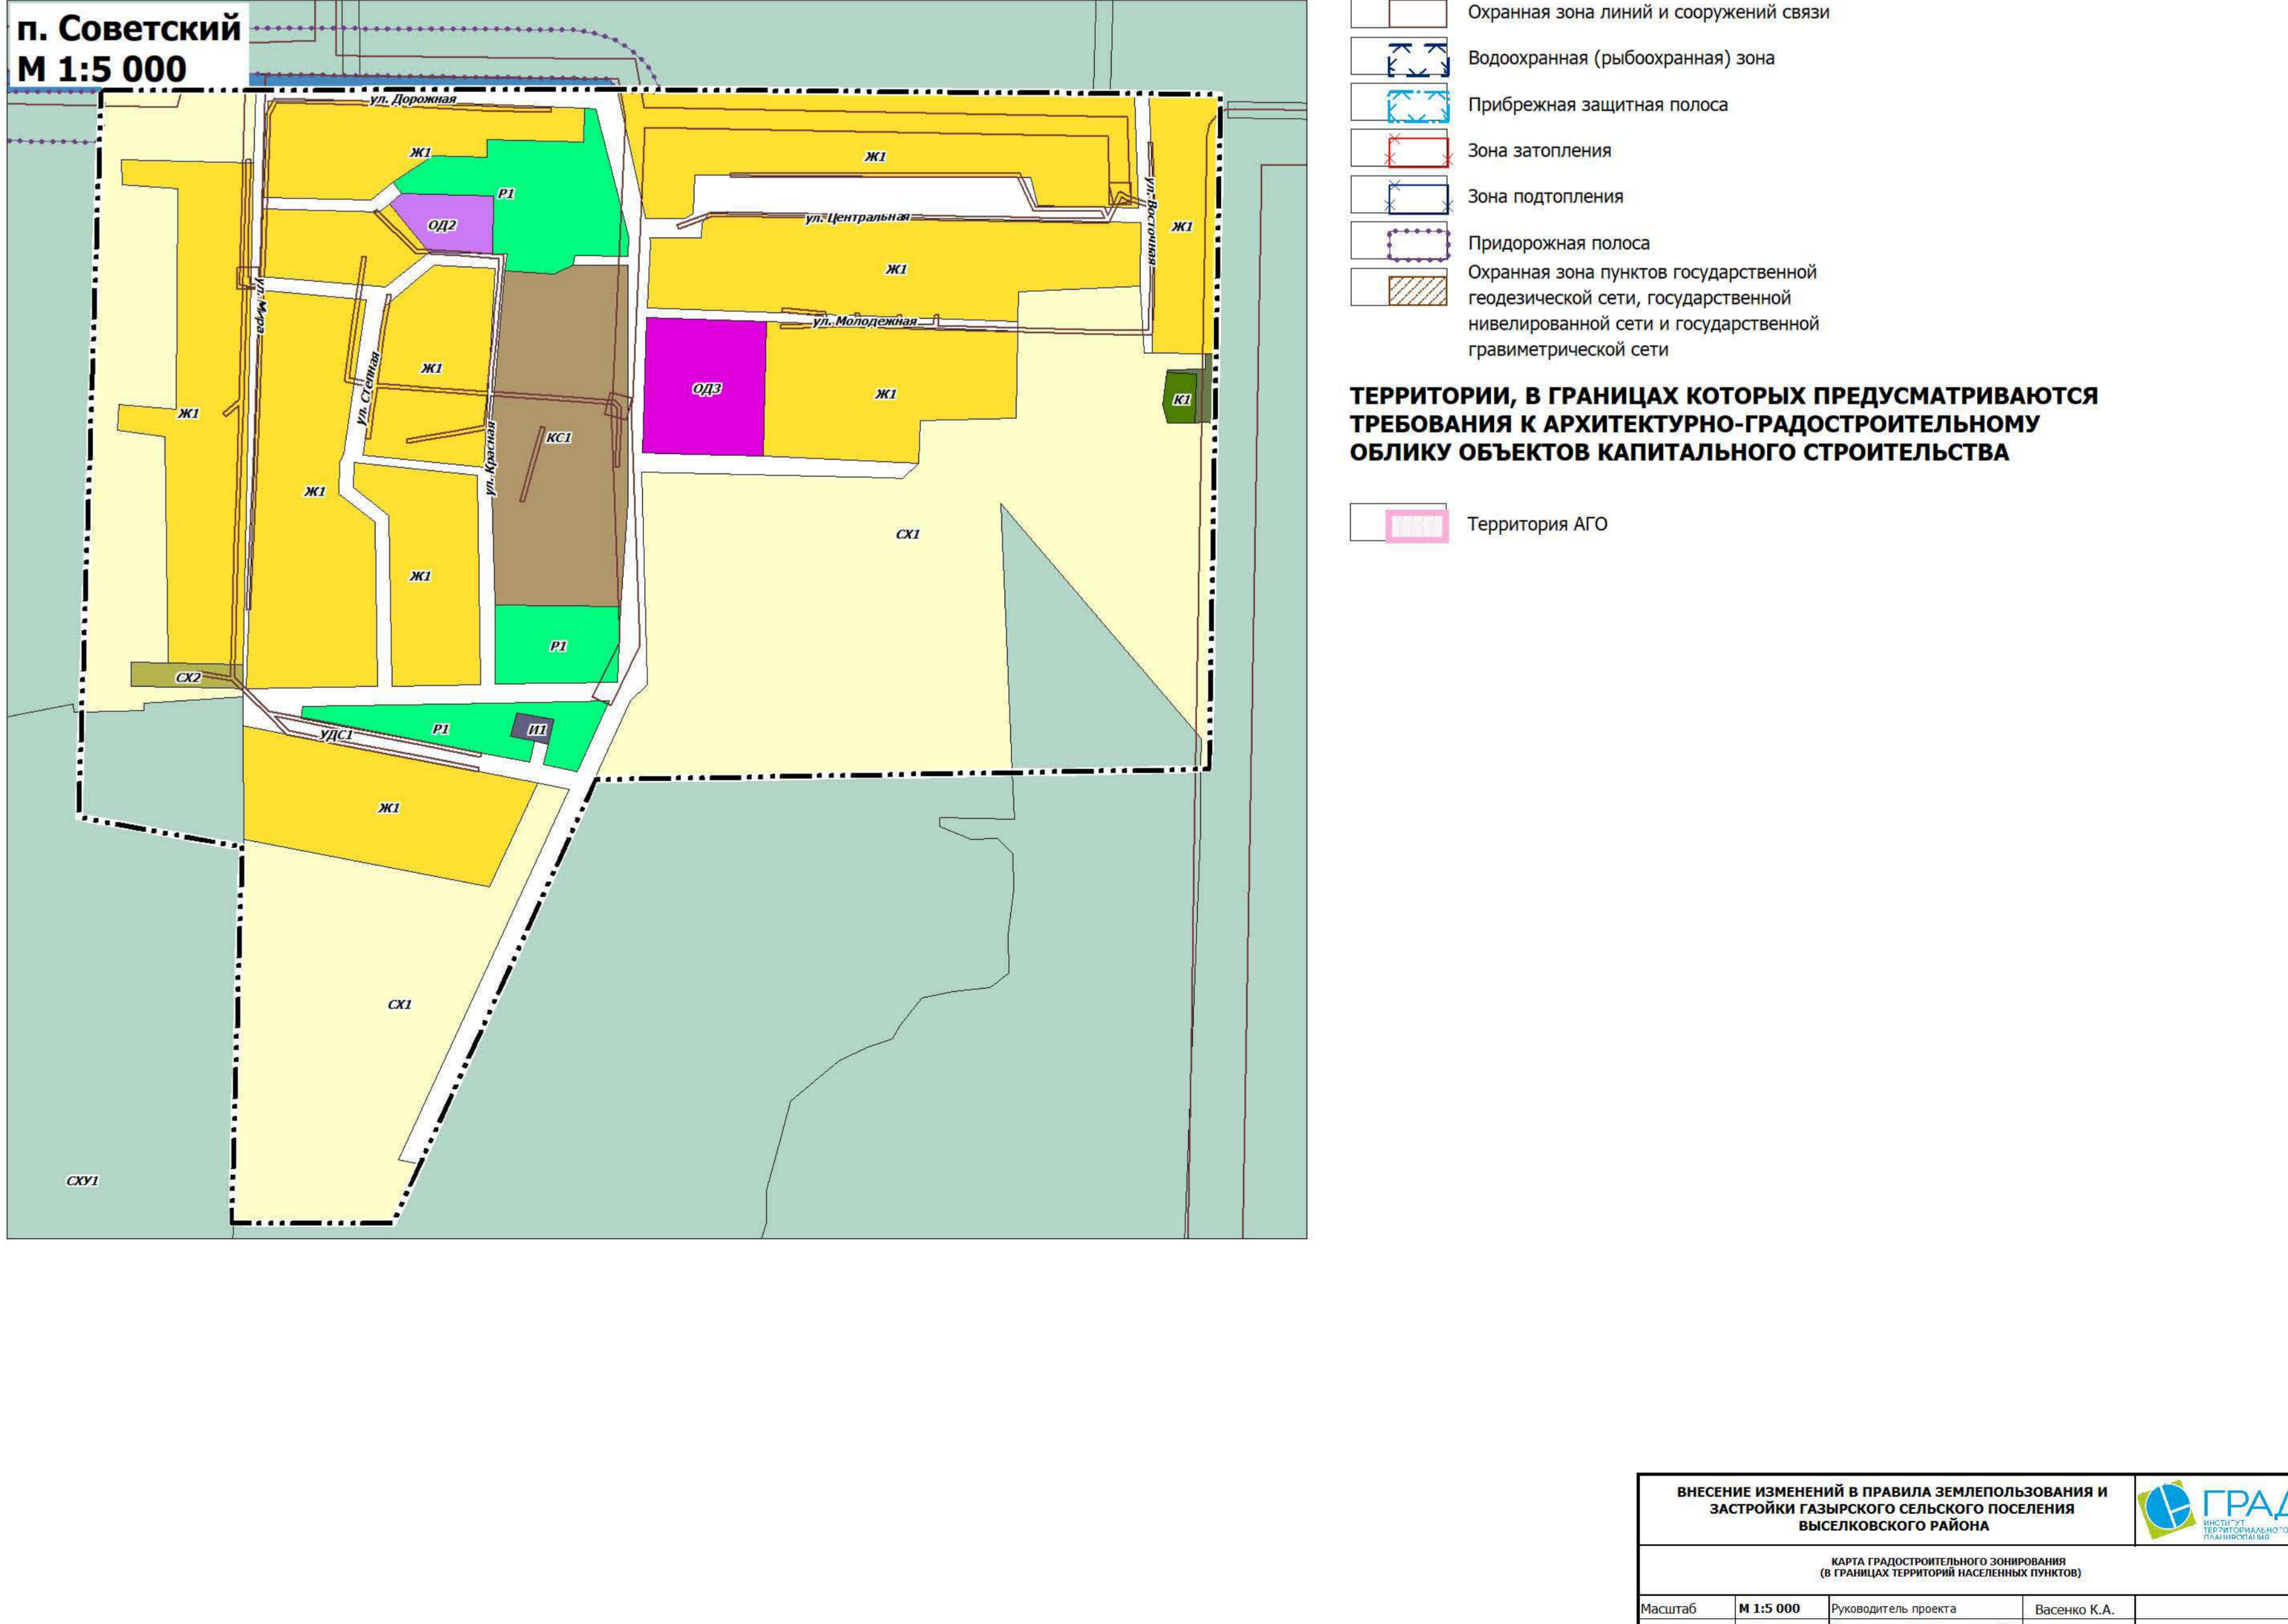 п. Советский
М 1:5 000
ул. Дорожная
Ж1
Р1
ОД2
Ж1
ул. Центральная
ул. Восточная
Ж1
Ж1
ул. Мира
ул. Молодежная
ул. Степная
Ж1
ОД3
Ж1
К1
Ж1
КС1
ул. Красная
Ж1
СХ1
Ж1
Р1
СХ2
Р1
И1
УДС1
Ж1
СХ1
СХУ1
Охранная зона линий и сооружений связи
Водоохранная (рыбоохранная) зона
Прибрежная защитная полоса
Зона затопления
Зона подтопления
Придорожная полоса
Охранная зона пунктов государственной
геодезической сети, государственной
нивелированной сети и государственной
гравиметрической сети
ТЕРРИТОРИИ, В ГРАНИЦАХ КОТОРЫХ ПРЕДУСМАТРИВАЮТСЯ
ТРЕБОВАНИЯ К АРХИТЕКТУРНО-ГРАДОСТРОИТЕЛЬНОМУ
ОБЛИКУ ОБЪЕКТОВ КАПИТАЛЬНОГО СТРОИТЕЛЬСТВА
Территория АГО
ВНЕСЕНИЕ ИЗМЕНЕНИЙ В ПРАВИЛА ЗЕМЛЕПОЛЬЗОВАНИЯ И
ЗАСТРОЙКИ ГАЗЫРСКОГО СЕЛЬСКОГО ПОСЕЛЕНИЯ
ВЫСЕЛКОВСКОГО РАЙОНА
ГРАД
ИНСТИТУТ
ТЕРРИТОРИАЛЬНОГО
ПЛАНИРОВАНИЯ
КАРТА ГРАДОСТРОИТЕЛЬНОГО ЗОНИРОВАНИЯ
(В ГРАНИЦАХ ТЕРРИТОРИЙ НАСЕЛЕННЫХ ПУНКТОВ)
Масштаб М 1:5 000 Руководитель проекта Васенко К.А.